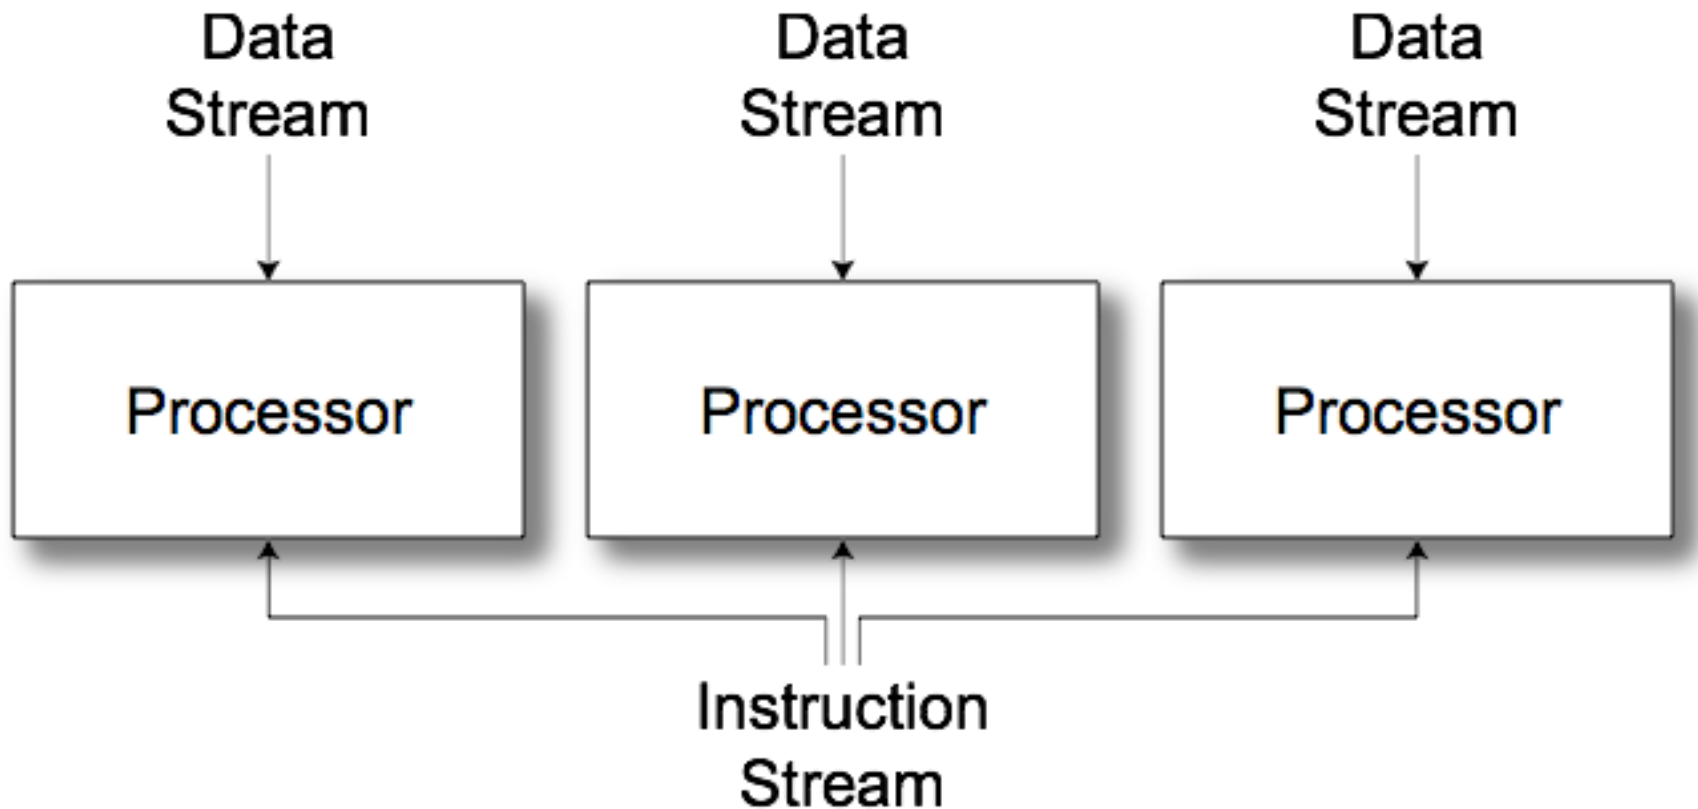 Data
Stream
Data
Stream
Data
Stream
Processor
Processor
Processor
Instruction
Stream